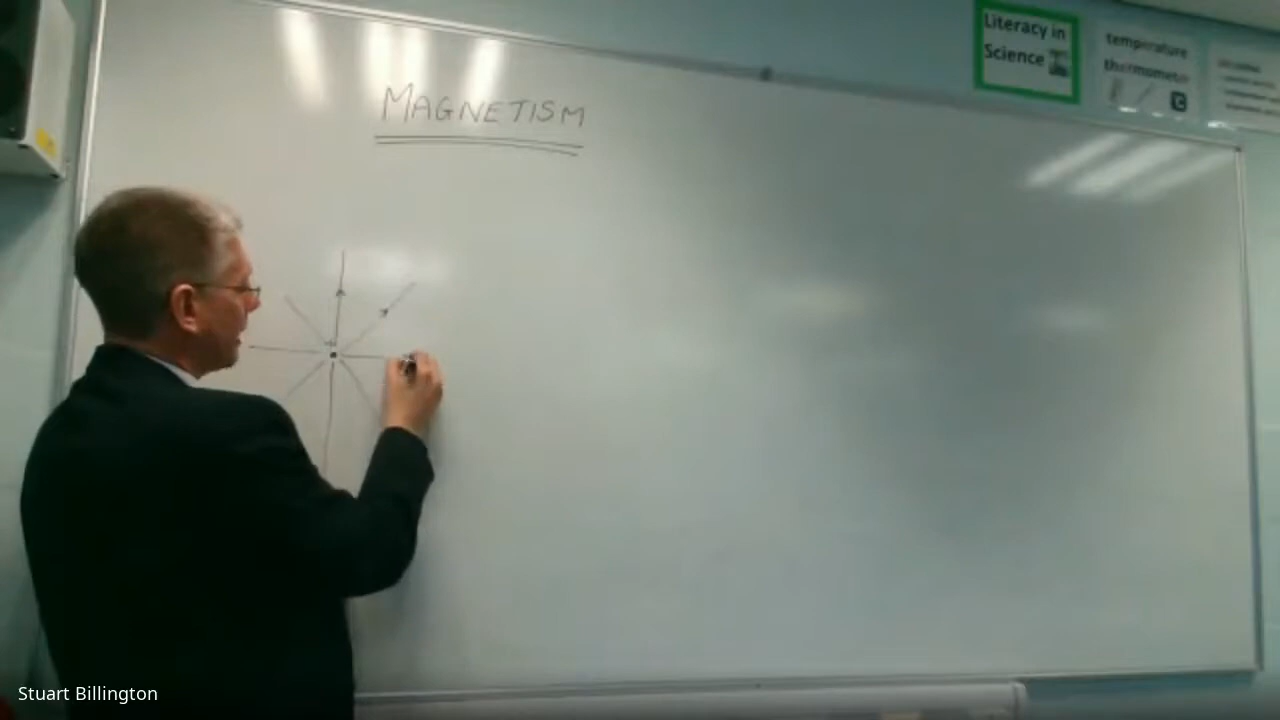 Literacy in
Science
temperature
thermometer
MAGNETISM
Stuart Billington